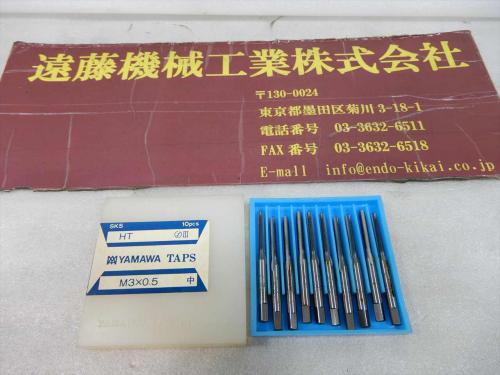 遠藤機械工業株式会社
〒130-0024
東京都墨田区菊川 3-18-1
電話番号 03-3632-6511
FAX 番号 03-3632-6518
E-mall info@endo-kikai.co.jp
SKS 10pcs
HT
YAMAWA TAPS
M3×0.5 中